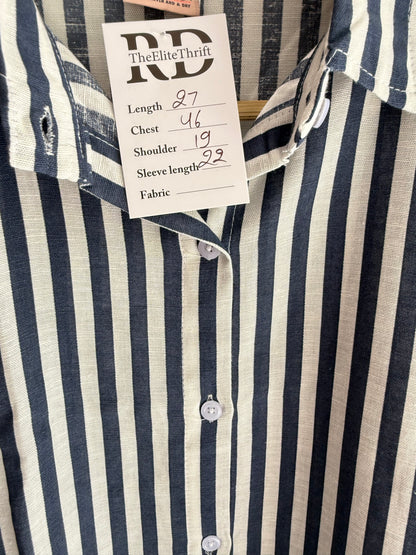 RD
TheEliteThrift
Length 27
Chest 46
Shoulder 19
Sleeve length 22
Fabric